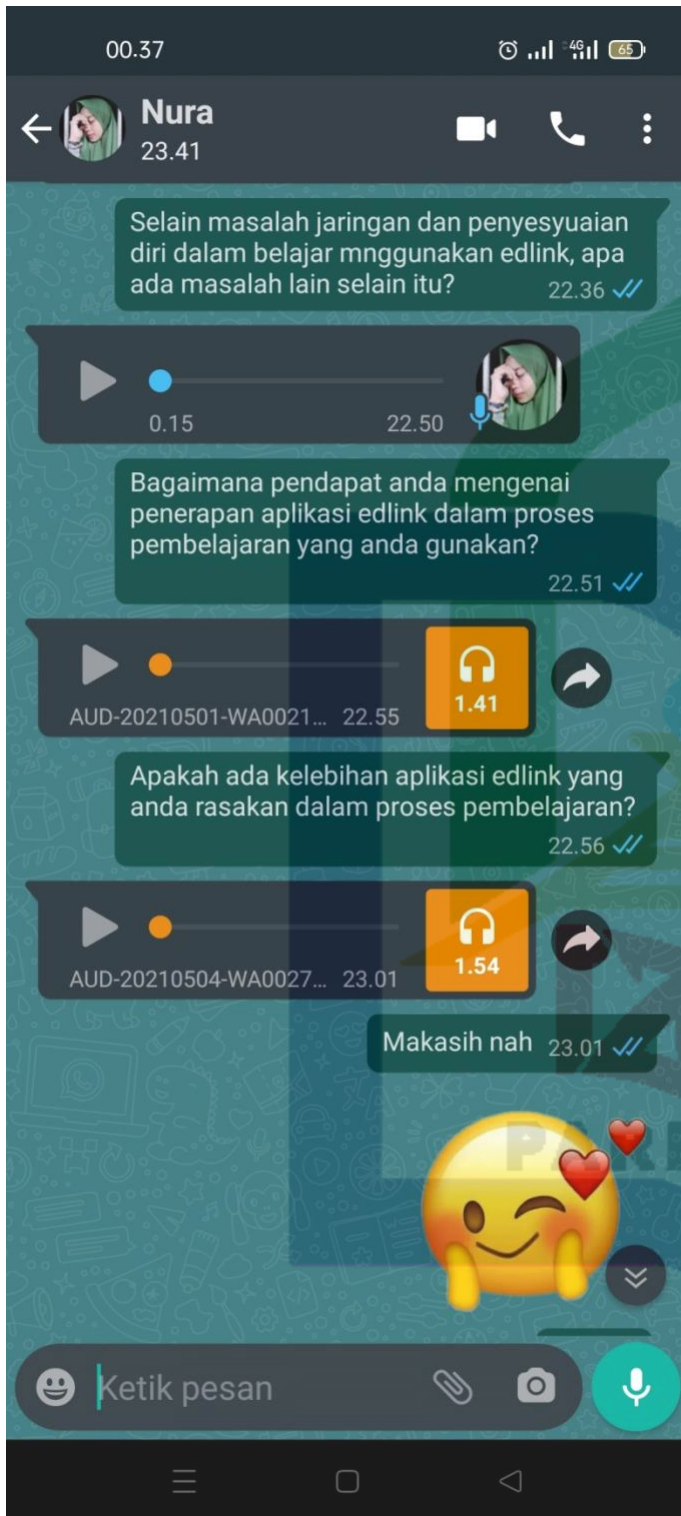 00.37
4G
65
Nura
23.41
Selain masalah jaringan dan penyesyuaian
diri dalam belajar mnggunakan edlink, apa
ada masalah lain selain itu?
22.36
0.15 22.50
Bagaimana pendapat anda mengenai
penerapan aplikasi edlink dalam proses
pembelajaran yang anda gunakan?
22.51
1.41
AUD-20210501-WA0021... 22.55
Apakah ada kelebihan aplikasi edlink yang
anda rasakan dalam proses pembelajaran?
22.56
1.54
AUD-20210504-WA0027... 23.01
Makasih nah 23.01
Ketik pesan